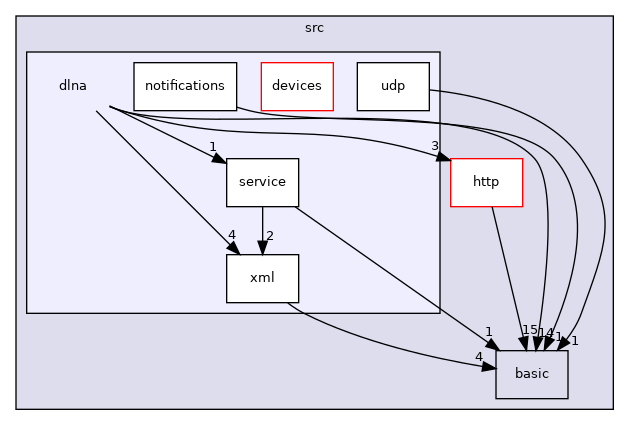 src
dlna
notifications
devices
udp
1
3
service
http
4
2
xml
1
15
14
1
1
4
basic